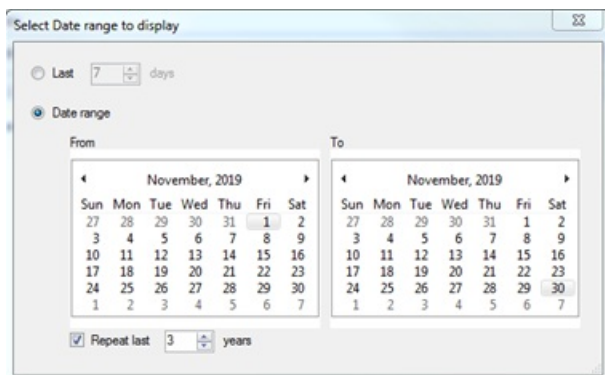 Select Date range to display
Last 7 days
Date range
From
November, 2019
Sun Mon Tue Wed Thu Fri Sat
27 28 29 30 31 1 2
3 4 5 6 7 8 9
10 11 12 13 14 15 16
17 18 19 20 21 22 23
24 25 26 27 28 29 30
1 2 3 4 5 6 7
To
November, 2019
Sun Mon Tue Wed Thu Fri Sat
27 28 29 30 31 1 2
3 4 5 6 7 8 9
10 11 12 13 14 15 16
17 18 19 20 21 22 23
24 25 26 27 28 29 30
1 2 3 4 5 6 7
Repeat last 3 years